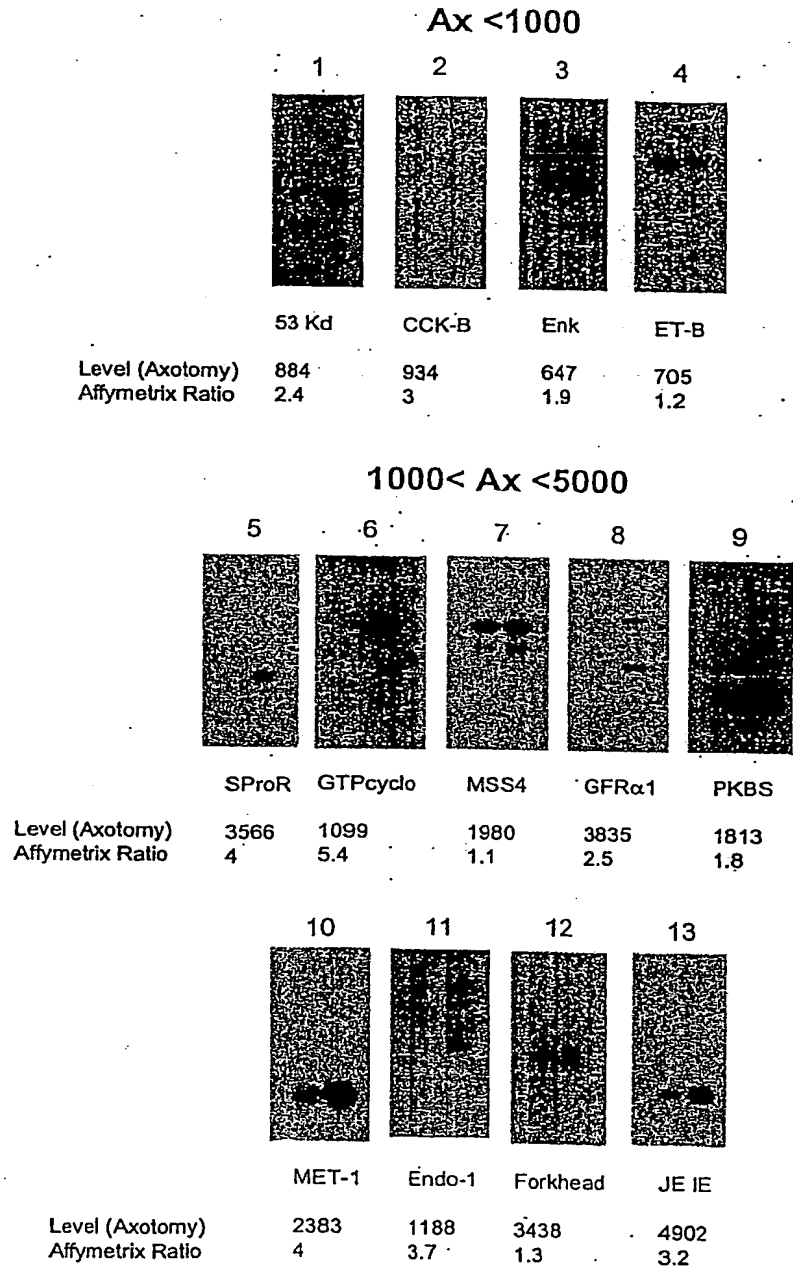 Ax <1000
1 2 3 4
53 Kd CCK-B Enk ET-B
Level (Axotomy) 884 934 647 705
Affymetrix Ratio 2.4 3 1.9 1.2
1000< Ax <5000
5 6 7 8 9
SProR GTPcyclo MSS4 GFRα1 PKBS
Level (Axotomy) 3566 1099 1980 3835 1813
Affymetrix Ratio 4 5.4 1.1 2.5 1.8
10 11 12 13
MET-1 Endo-1 Forkhead JE IE
Level (Axotomy) 2383 1188 3438 4902
Affymetrix Ratio 4 3.7 1.3 3.2